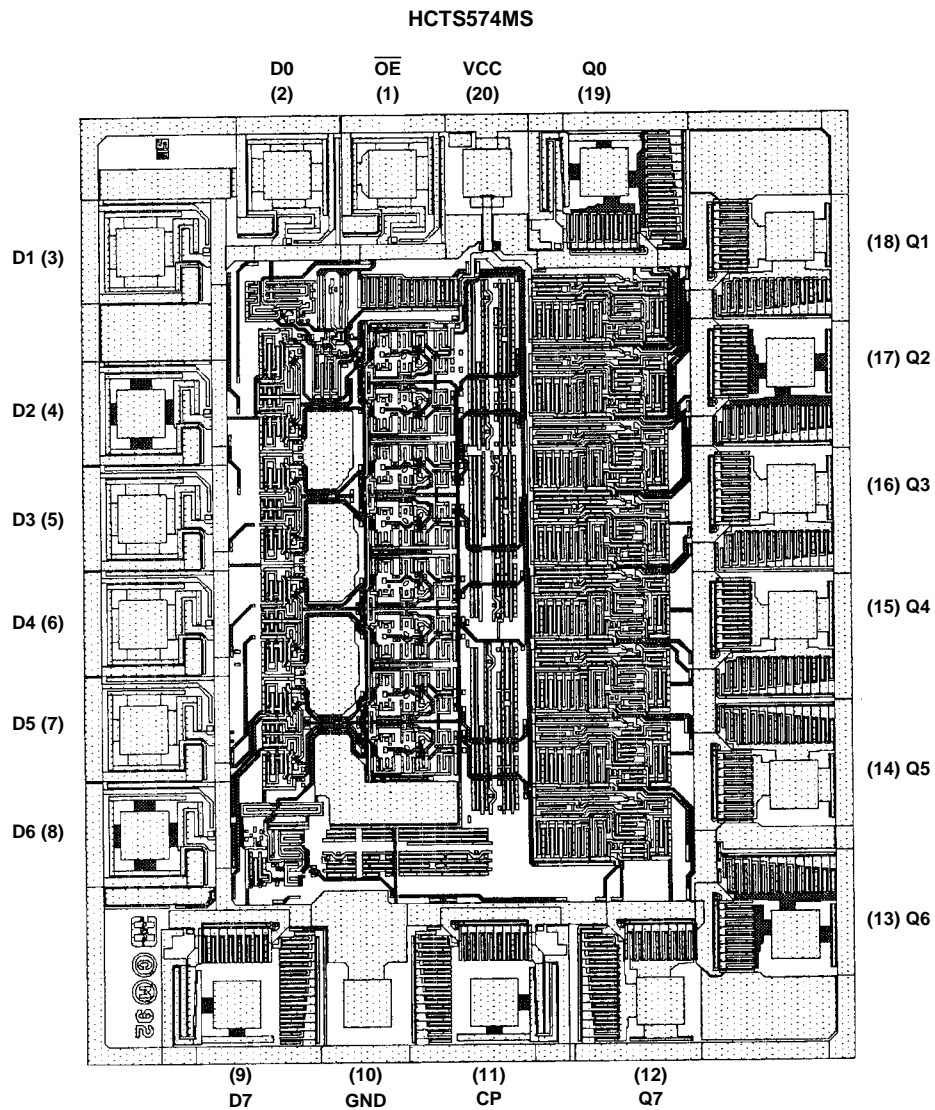 HCTS574MS
D0 OE VCC Q0
(2) (1) (20) (19)
D1 (3)
(18) Q1
(17) Q2
D2 (4)
(16) Q3
D3 (5)
(15) Q4
D4 (6)
D5 (7)
(14) Q5
D6 (8)
(13) Q6
(9) (10) (11) (12)
D7 GND CP Q7